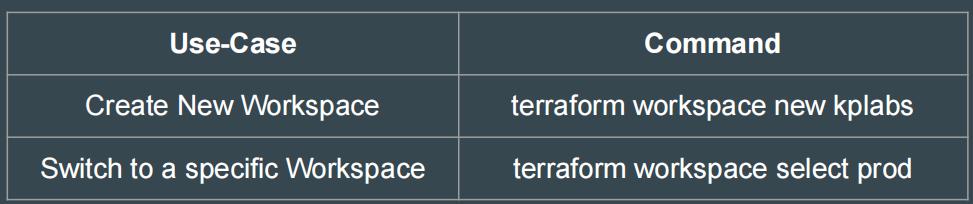 Use-Case Command
Create New Workspace terraform workspace new kplabs
Switch to a specific Workspace terraform workspace select prod